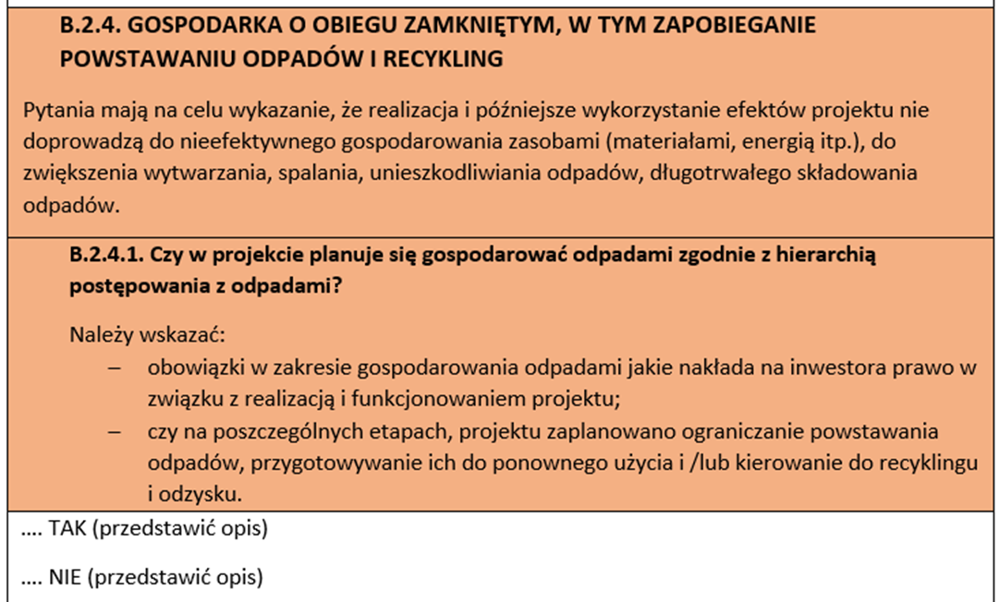 B.2.4. GOSPODARKA O OBIEGU ZAMKNIĘTYM, W TYM ZAPOBIEGANIE
POWSTAWANIU ODPADÓW I RECYKLING
Pytania mają na celu wykazanie, że realizacja i późniejsze wykorzystanie efektów projektu nie
doprowadzą do nieefektywnego gospodarowania zasobami (materiałami, energią itp.), do
zwiększenia wytwarzania, spalania, unieszkodliwiania odpadów, długotrwałego składowania
odpadów.
B.2.4.1. Czy w projekcie planuje się gospodarować odpadami zgodnie z hierarchią
postępowania z odpadami?
Należy wskazać:
– obowiązki w zakresie gospodarowania odpadami jakie nakłada na inwestora prawo w
związku z realizacją i funkcjonowaniem projektu;
– czy na poszczególnych etapach, projektu zaplanowano ograniczanie powstawania
odpadów, przygotowywanie ich do ponownego użycia i /lub kierowanie do recyklingu
i odzysku.
.... TAK (przedstawić opis)
.... NIE (przedstawić opis)